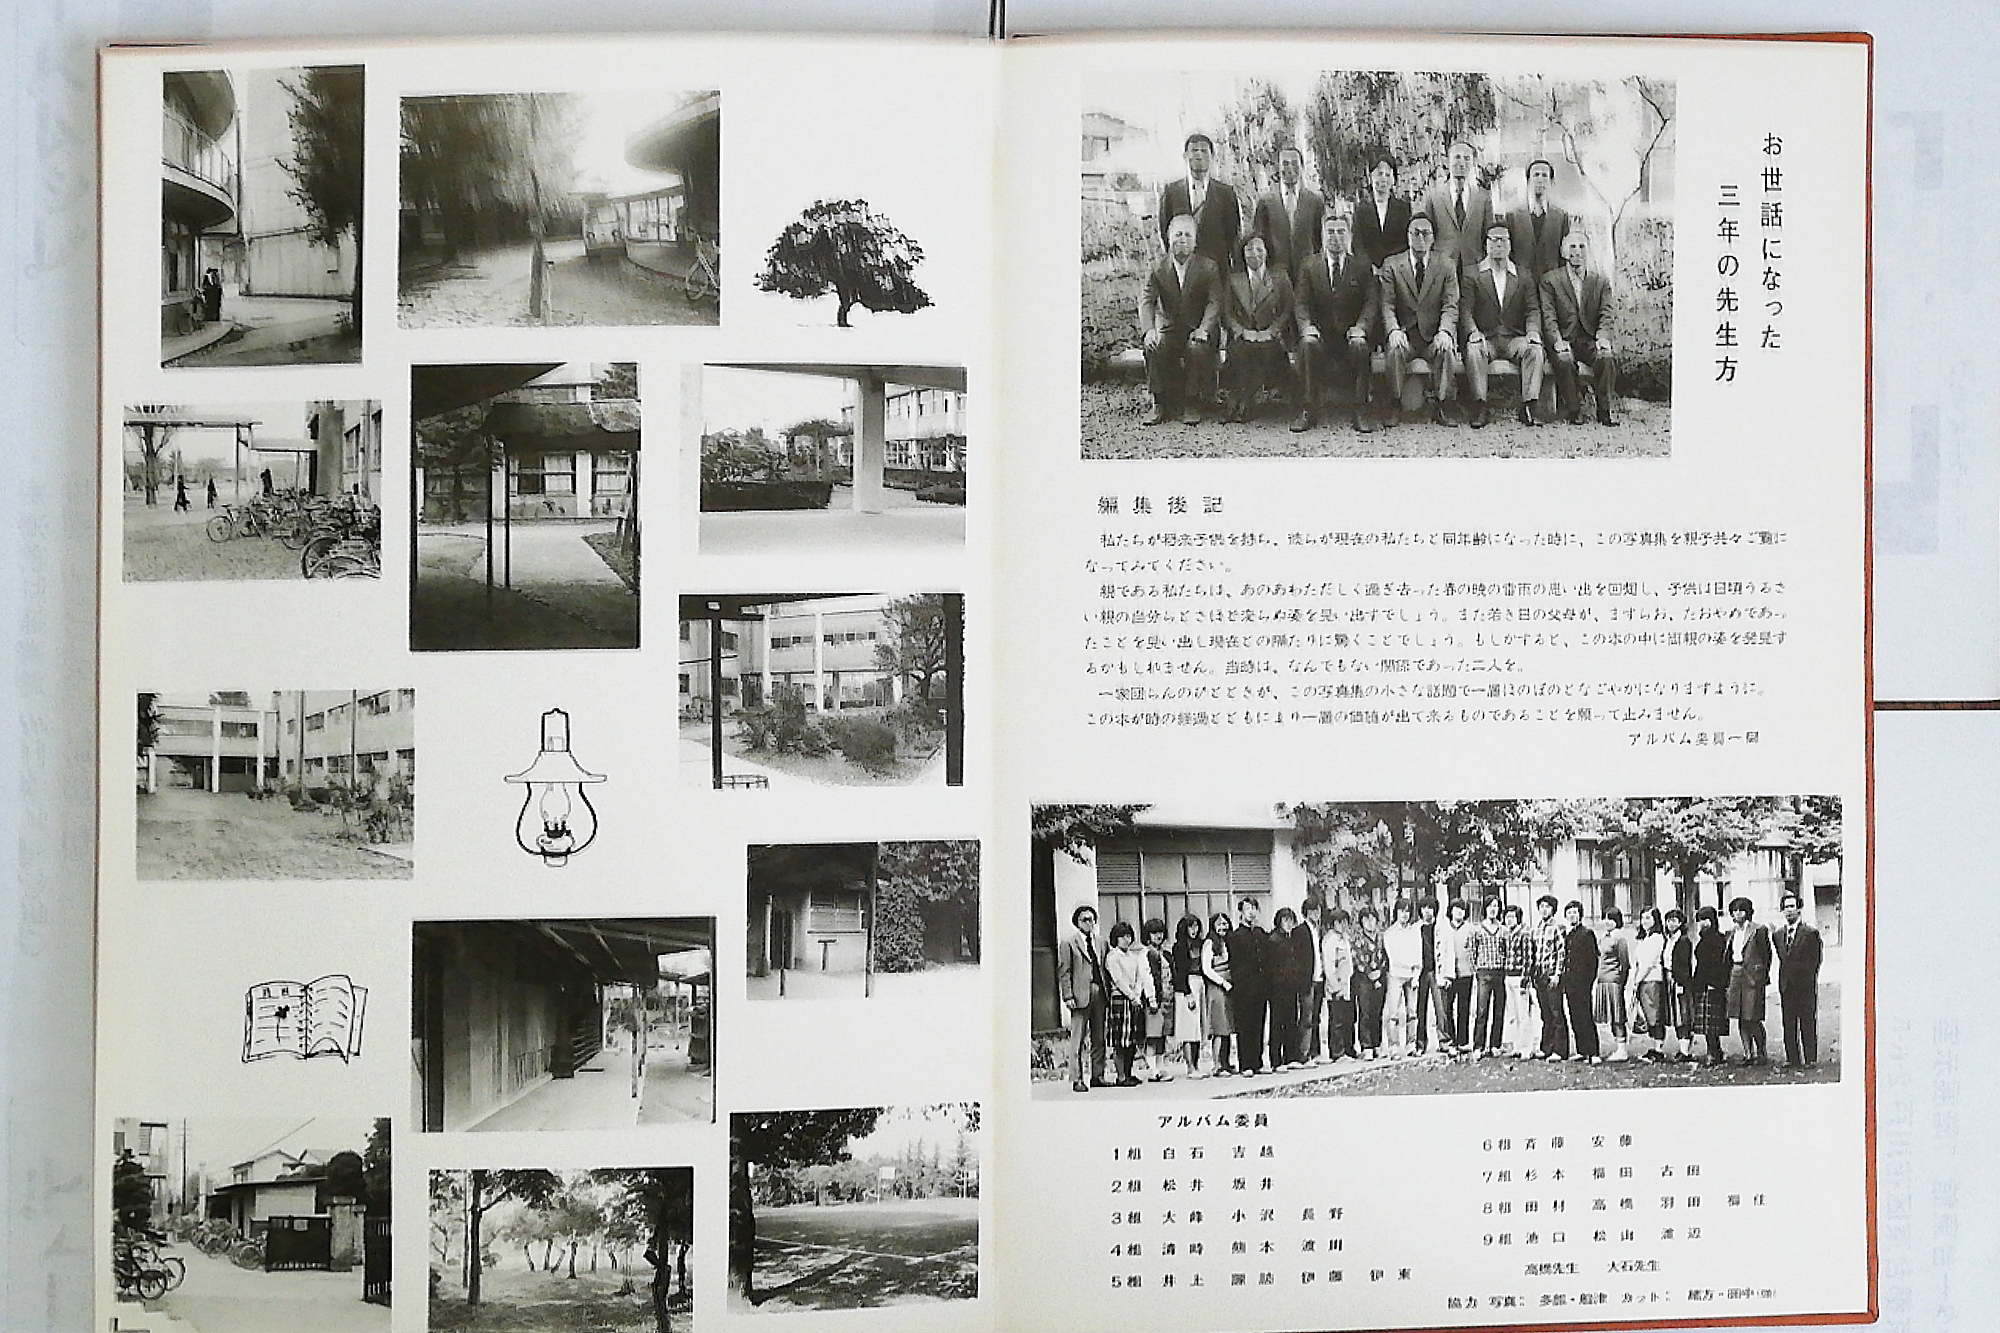 お世話になった
三年の先生方
編集後記
私たちが将来子供を持ち、彼らが現在の私たちと同年齢になった時に、この写真集を親子共々ご覧に
なってみてください。
親である私たちは、あのあわただしく過ぎ去った春の暁の雷雨の思い出を回想し、子供は日頃うるさ
い親の自分らとさほど変らぬ姿を見い出すでしょう。また若き日の父母が、ますらお、たおやめであっ
たことを見い出し現在との隔たりに驚くことでしょう。もしかすると、この本の中に両親の姿を発見す
るかもしれません。当時は、なんでもない関係であった二人を。
一家団らんのひとときが、この写真集の小さな話題で一層ほのぼのとなごやかになりますように。
この本が時の経過とともにより一層の価値が出て来るものであることを願って止みません。
アルバム委員一同
アルバム委員
1組 白石 吉越
2組 松井 坂井
3組 大峰 小沢 長野
4組 清時 熊本 渡川
5組 井上 諏訪 伊藤 伊東
6組 斉藤 安藤
7組 杉本 福田 古田
8組 田村 高橋 羽田 福住
9組 池口 松山 渡辺
高橋先生 大石先生
協力 写真: 多熊・船津 カット: 緒方・田中